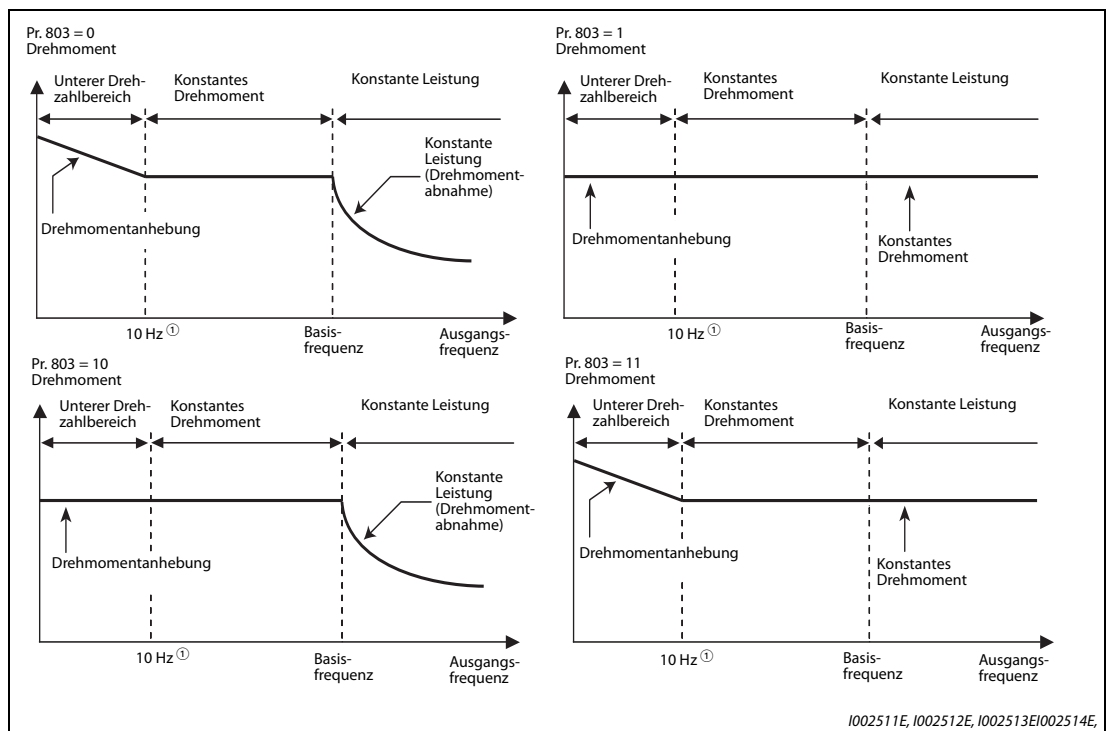 Pr. 803 = 0
Drehmoment
Unterer Dreh-
zahlbereich
Konstantes
Drehmoment
Konstante Leistung
Konstante
Leistung
(Drehmoment-
abnahme)
Drehmomentanhebung
10 Hz ①
Basis-
frequenz
Ausgangs-
frequenz
Pr. 803 = 1
Drehmoment
Unterer Dreh-
zahlbereich
Konstantes
Drehmoment
Konstante Leistung
Drehmomentanhebung
Konstantes
Drehmoment
10 Hz ①
Basis-
frequenz
Ausgangs-
frequenz
Pr. 803 = 10
Drehmoment
Unterer Dreh-
zahlbereich
Konstantes
Drehmoment
Konstante Leistung
Konstante
Leistung
(Drehmoment-
abnahme)
Drehmomentanhebung
10 Hz ①
Basis-
frequenz
Ausgangs-
frequenz
Pr. 803 = 11
Drehmoment
Unterer Dreh-
zahlbereich
Konstantes
Drehmoment
Konstante Leistung
Drehmomentanhebung
Konstantes
Drehmoment
10 Hz ①
Basis-
frequenz
Ausgangs-
frequenz
I002511E, I002512E, I002513EI002514E,